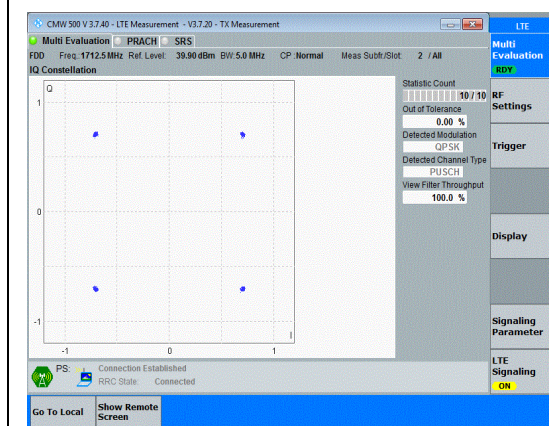 CMW 500 V 3.7.40 - LTE Measurement - V3.7.20 - TX Measurement
LTE
Multi Evaluation PRACH SRS
Multi Evaluation
RDY
FDD Freq.:1712.5 MHz Ref. Level: 39.90 dBm BW:5.0 MHz CP :Normal Meas Subfr/Slot: 2 / All
IQ Constellation
Q
1
0
-1
-1 0 1
I
Statistic Count
10 / 10
Out of Tolerance
0.00 %
Detected Modulation
QPSK
Detected Channel Type
PUSCH
View Filter Throughput
100.0 %
RF Settings
Trigger
Display
Signaling Parameter
LTE Signaling
ON
PS: Connection Established
RRC State: Connected
Go To Local
Show Remote Screen